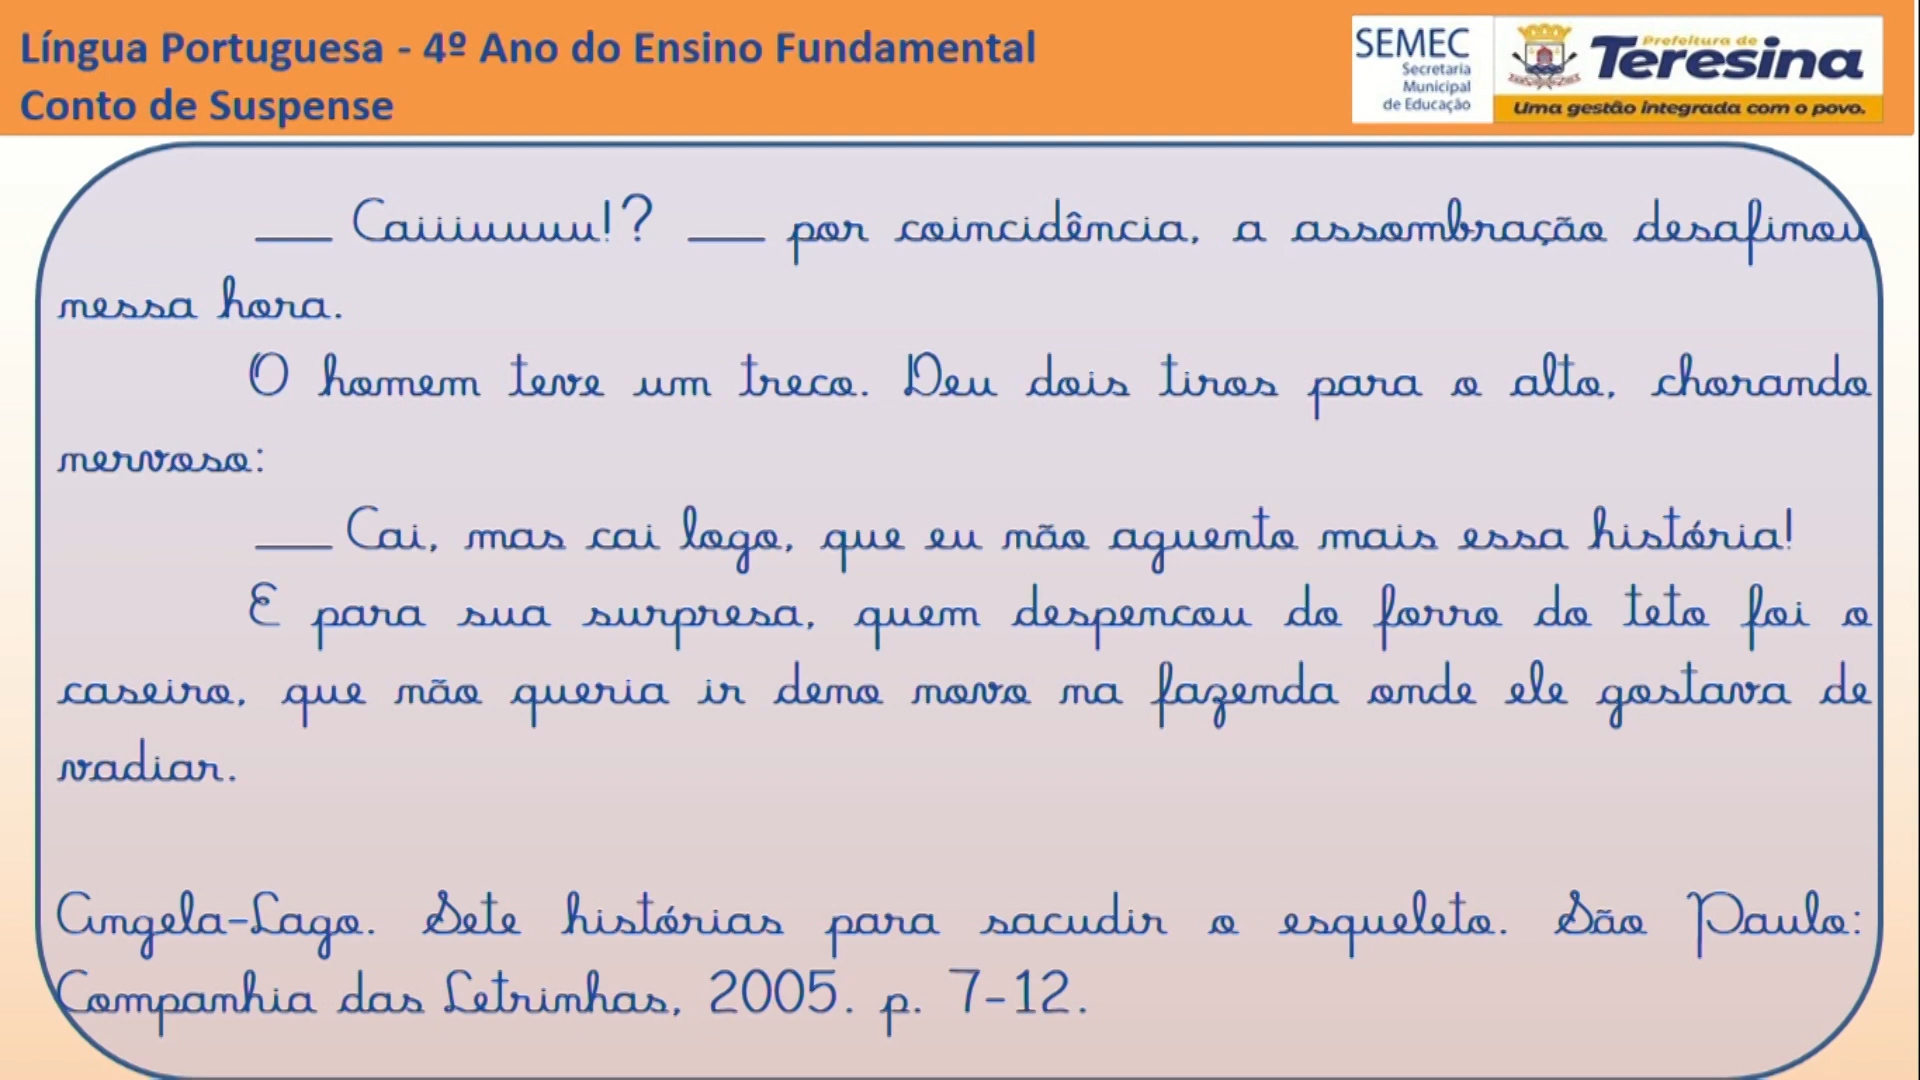 Língua Portuguesa - 4º Ano do Ensino Fundamental
Conto de Suspense
SEMEC
Secretaria
Municipal
de Educação
Prefeitura de
Teresina
Uma gestão integrada com o povo.
__ Caiiiuuuu!? __ por coincidência, a assombração desafinou
nessa hora.
O homem teve um treco. Deu dois tiros para o alto, chorando
nervoso:
__ Cai, mas cai logo, que eu não aguento mais essa história!
E para sua surpresa, quem despencou do forro do teto foi o
caseiro, que não queria ir deno novo na fazenda onde ele gostava de
vadiar.
Angela-Lago. Sete histórias para sacudir o esqueleto. São Paulo:
Companhia das Letrinhas, 2005. p. 7-12.